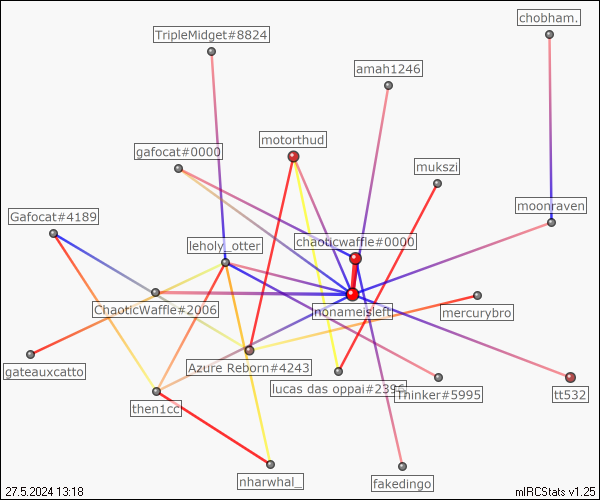 chobham.
TripleMidget#8824
amah1246
motorthud
gafocat#0000
mukszi
moonraven
Gafocat#4189
chaoticwaffle#0000
leholy_otter
ChaoticWaffle#2006
nonameisleft
mercurybro
Azure Reborn#4243
gateauxcatto
lucas das oppai#2396
Thinker#5995
tt532
then1cc
nharwhal_
fakedingo
27.5.2024 13:18
mIRCStats v1.25